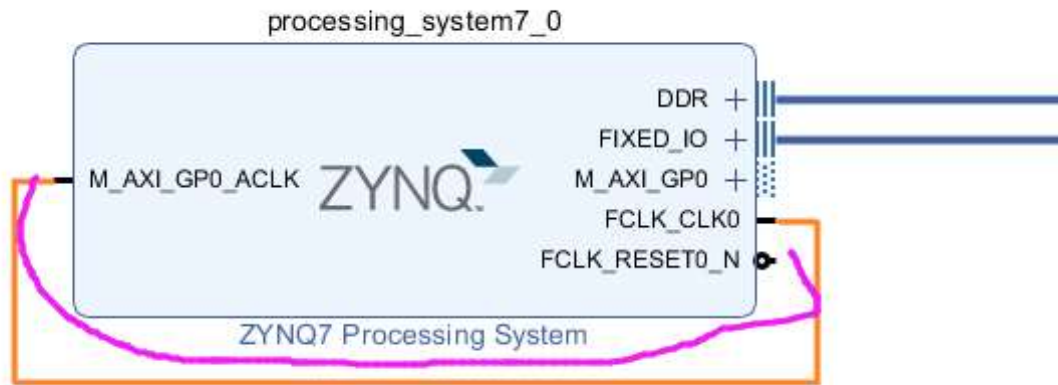 processing_system7_0
DDR
FIXED_IO
M_AXI_GP0_ACLK
ZYNQ
M_AXI_GP0
FCLK_CLK0
FCLK_RESET0_N
ZYNQ7 Processing System